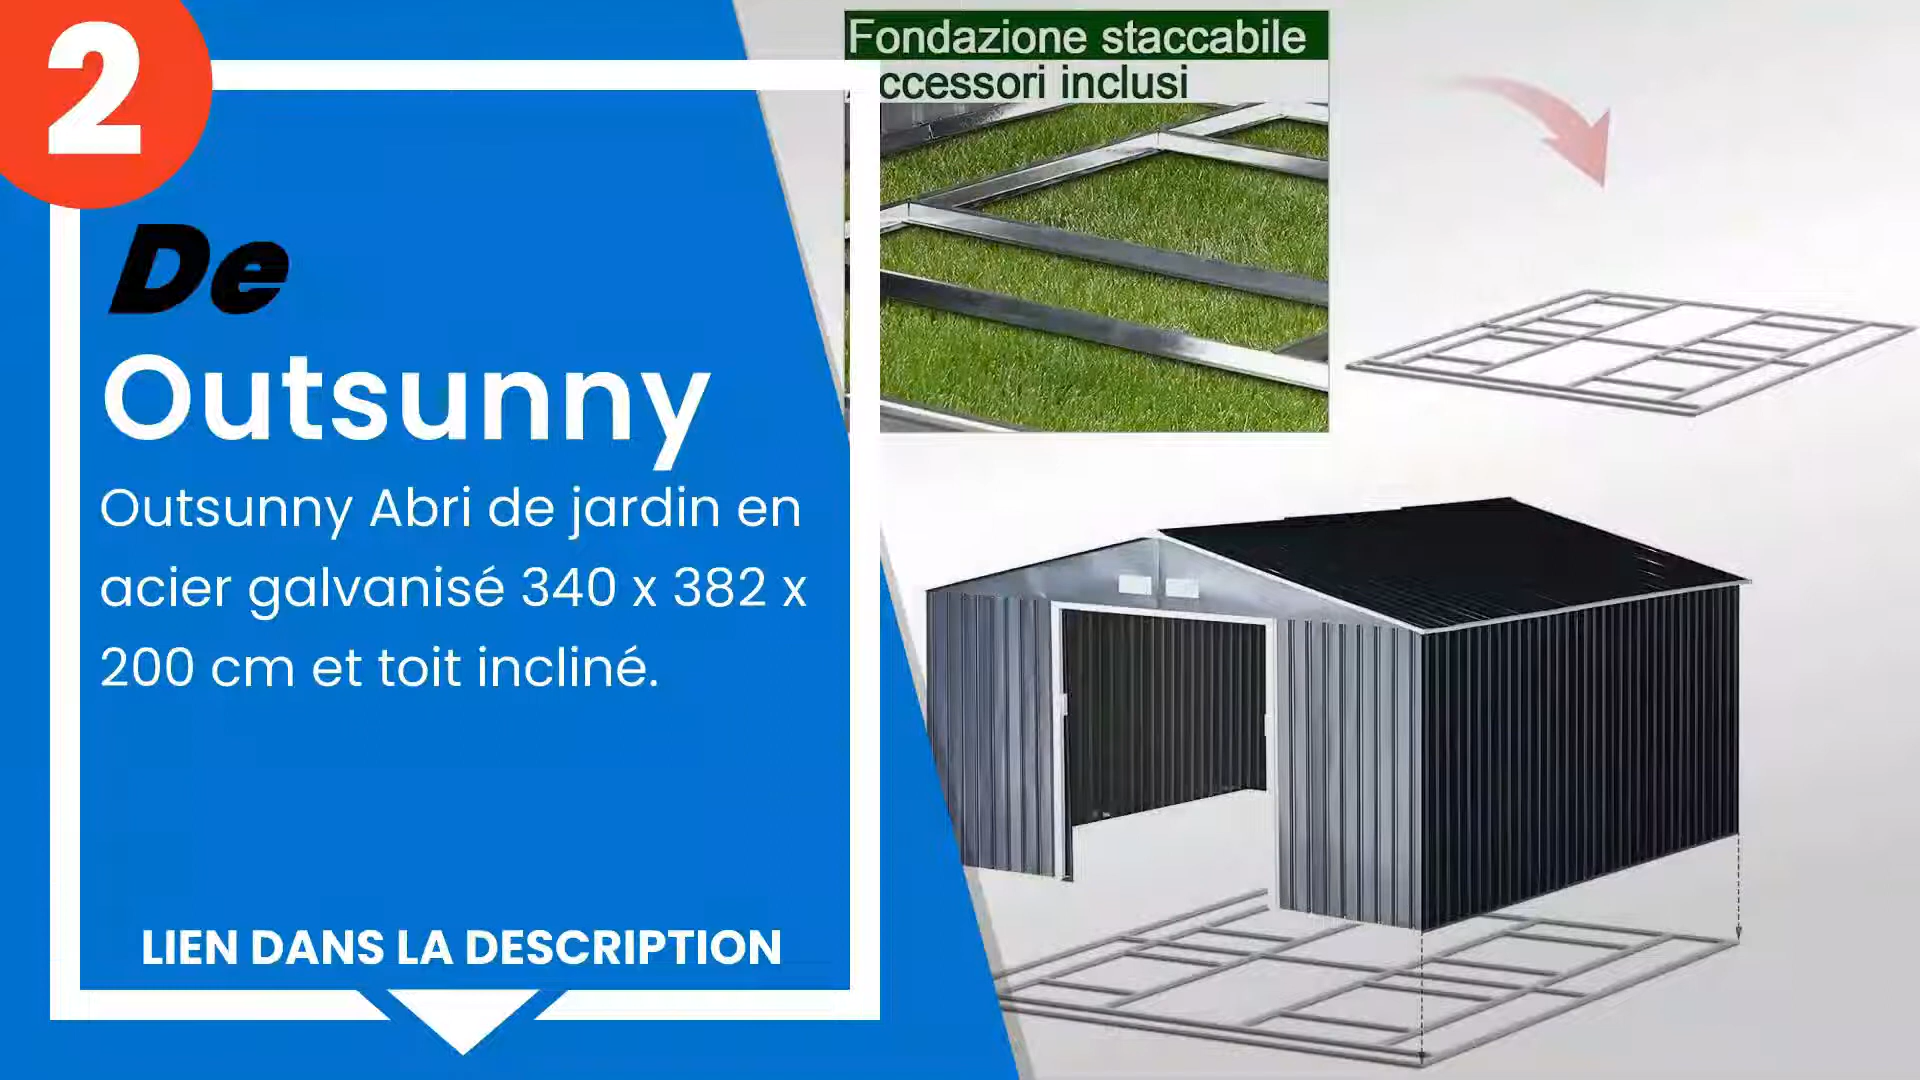 2
Fondazione staccabile
ccessori inclusi
De
Outsunny
Outsunny Abri de jardin en
acier galvanisé 340 x 382 x
200 cm et toit incliné.
LIEN DANS LA DESCRIPTION